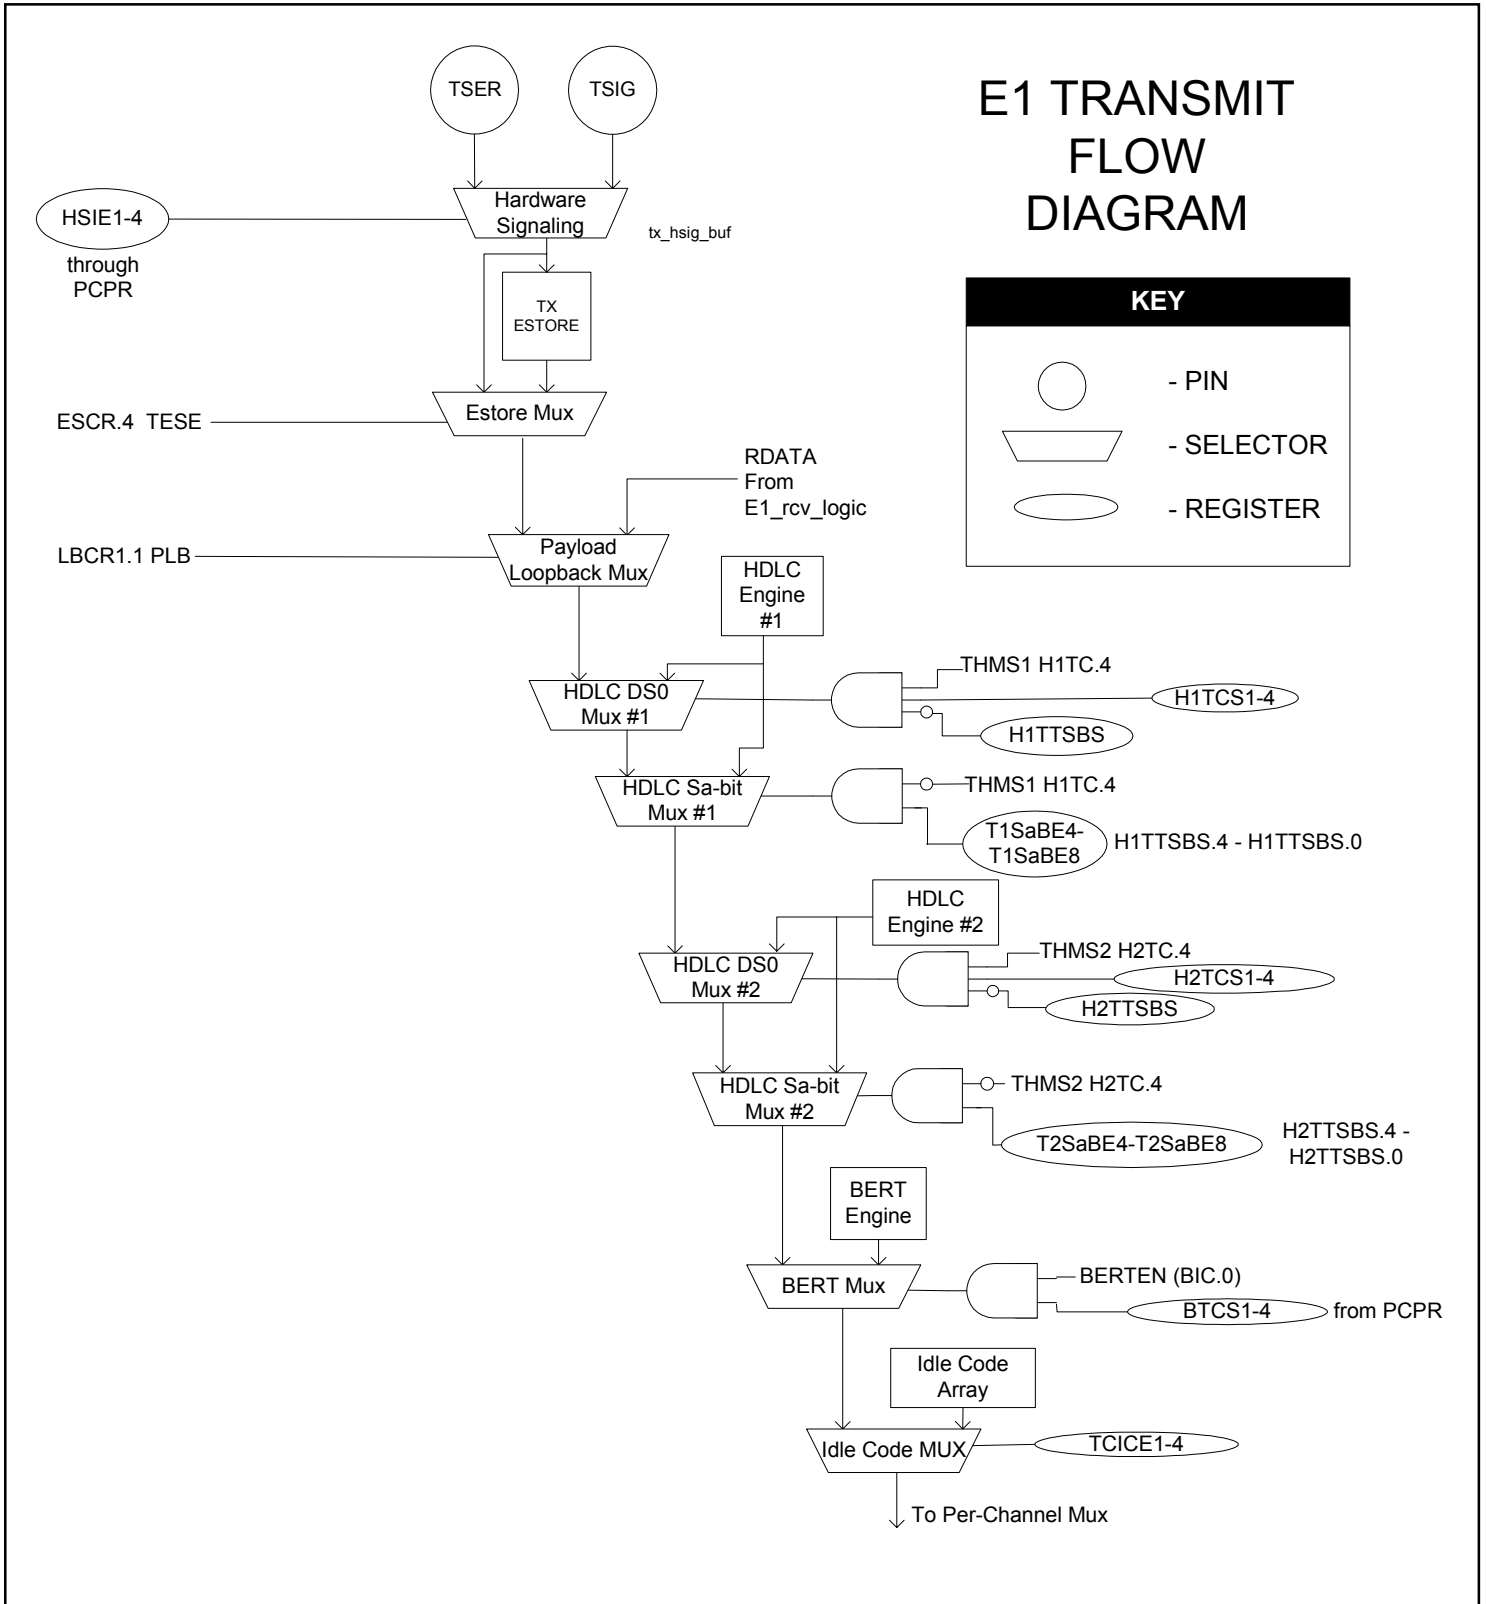 TSER
TSIG
E1 TRANSMIT
FLOW
DIAGRAM
Hardware
Signaling
HSIE1-4
through
PCPR
tx_hsig_buf
KEY
- PIN
- SELECTOR
- REGISTER
TX
ESTORE
Estore Mux
ESCR.4 TESE
RDATA
From
E1_rcv_logic
Payload
Loopback Mux
LBCR1.1 PLB
HDLC
Engine
#1
HDLC DS0
Mux #1
THMS1 H1TC.4
H1TCS1-4
H1TTSBS
HDLC Sa-bit
Mux #1
THMS1 H1TC.4
T1SaBE4-
T1SaBE8
H1TTSBS.4 - H1TTSBS.0
HDLC
Engine #2
HDLC DS0
Mux #2
THMS2 H2TC.4
H2TCS1-4
H2TTSBS
HDLC Sa-bit
Mux #2
THMS2 H2TC.4
T2SaBE4-T2SaBE8
H2TTSBS.4 -
H2TTSBS.0
BERT
Engine
BERT Mux
BERTEN (BIC.0)
BTCS1-4
from PCPR
Idle Code
Array
Idle Code MUX
TCICE1-4
To Per-Channel Mux